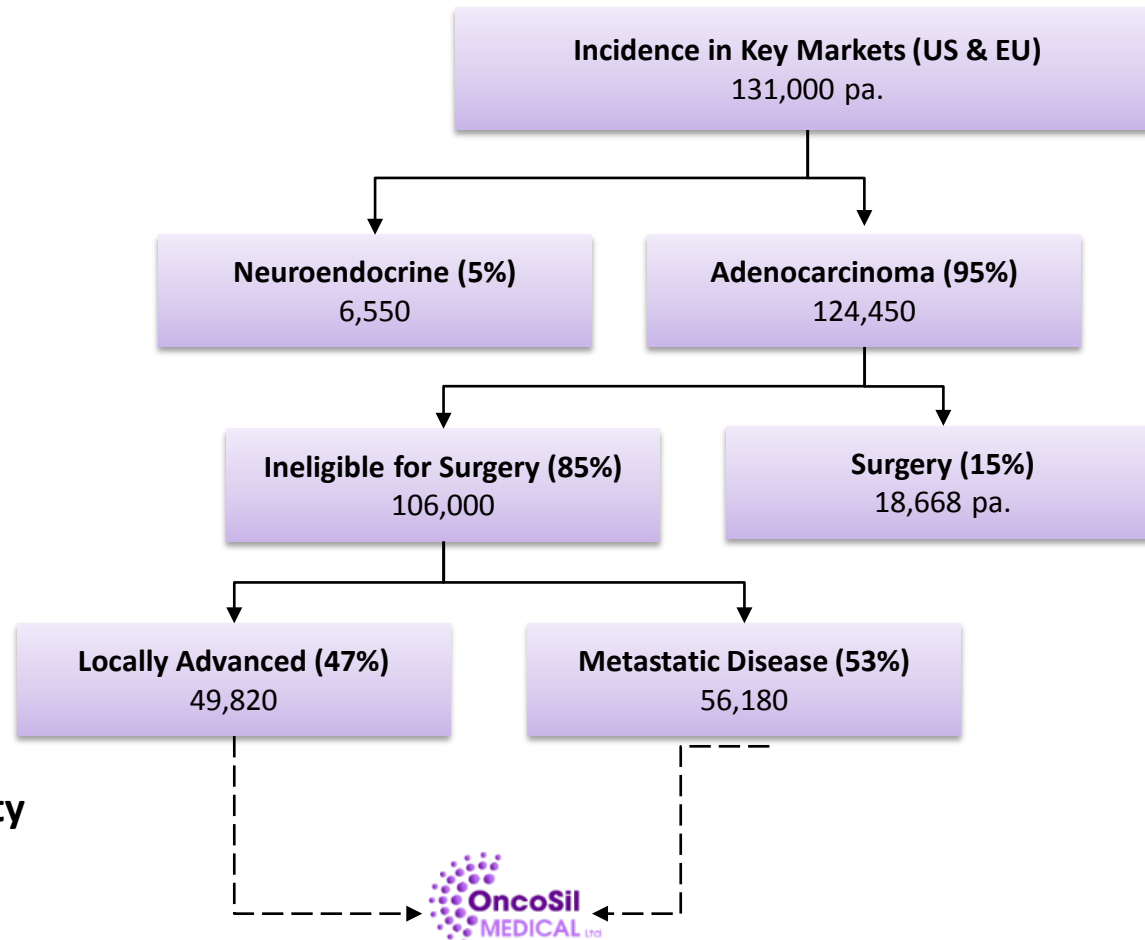 Incidence in Key Markets (US & EU)
131,000 pa.
Neuroendocrine (5%)
6,550
Adenocarcinoma (95%)
124,450
Ineligible for Surgery (85%)
106,000
Surgery (15%)
18,668 pa.
Locally Advanced (47%)
49,820
Metastatic Disease (53%)
56,180
ty
OncoSil
MEDICAL Ltd